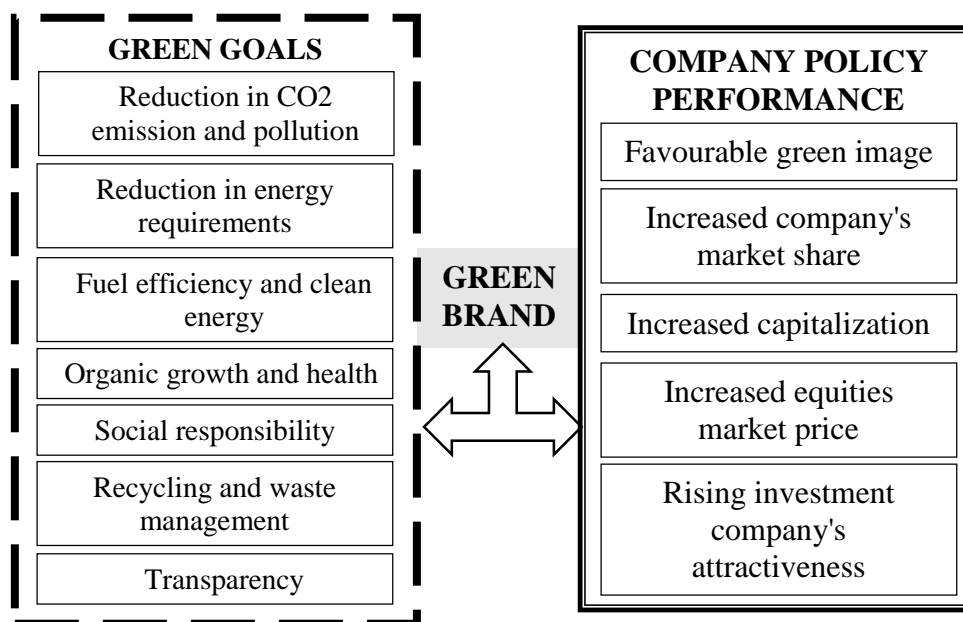 GREEN GOALS
Reduction in CO2
emission and pollution
Reduction in energy
requirements
Fuel efficiency and clean
energy
Organic growth and health
Social responsibility
Recycling and waste
management
Transparency
GREEN
BRAND
COMPANY POLICY
PERFORMANCE
Favourable green image
Increased company's
market share
Increased capitalization
Increased equities
market price
Rising investment
company's
attractiveness